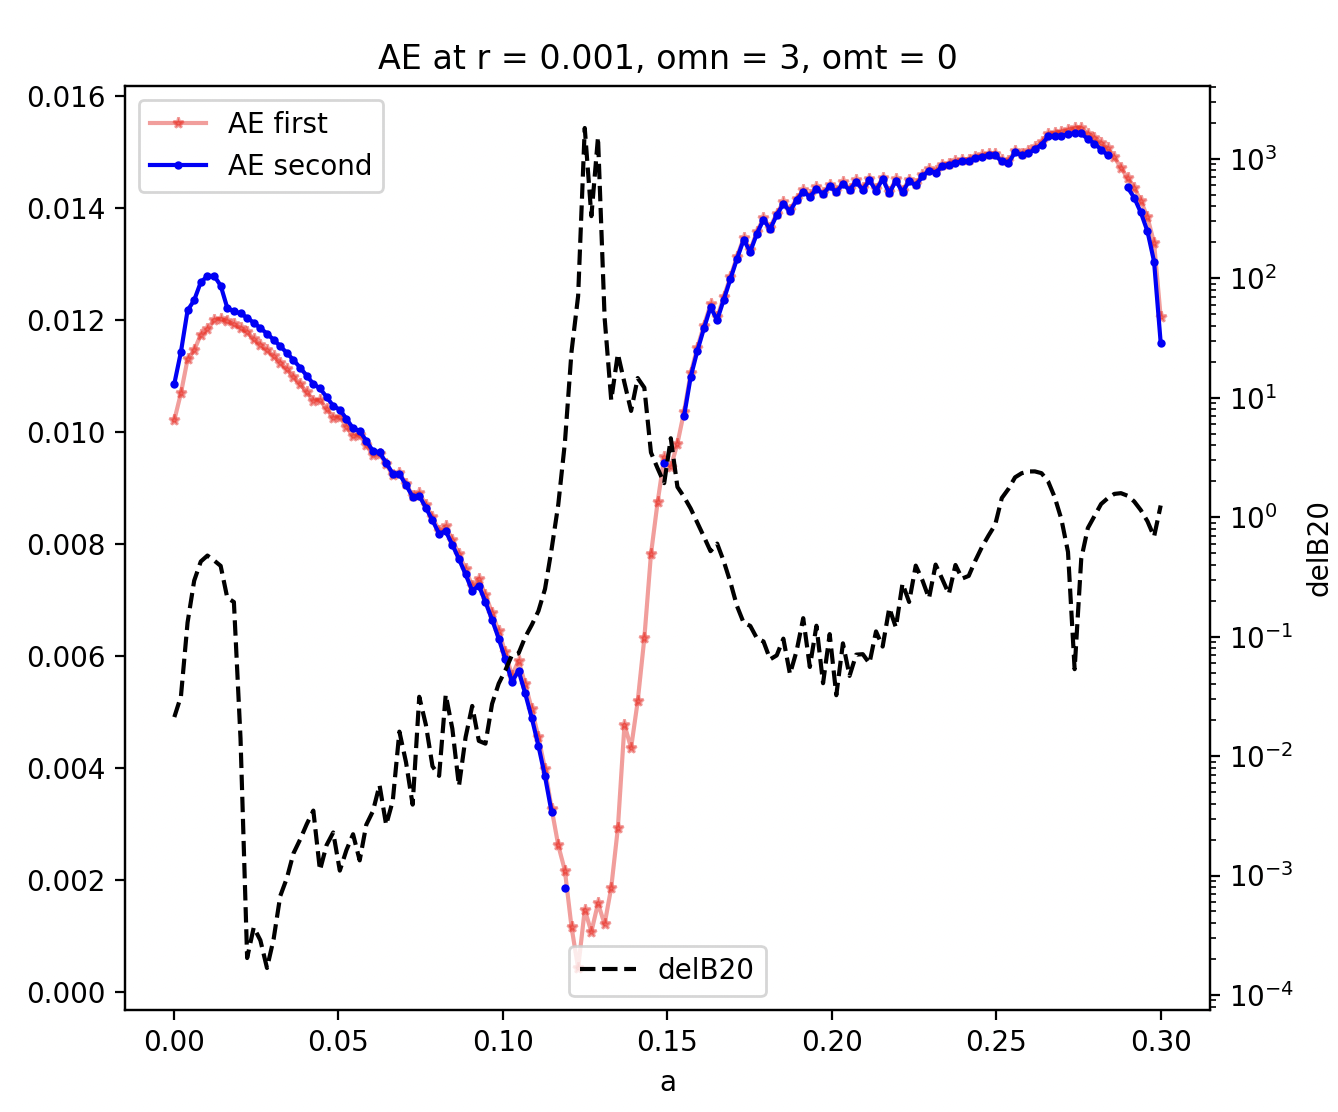 AE at r = 0.001, omn = 3, omt = 0
AE first
AE second
0.016
0.014
0.012
0.010
0.008
0.006
0.004
0.002
0.000
10³
10²
10¹
10⁰
10⁻¹
10⁻²
10⁻³
10⁻⁴
delB20
delB20
0.00 0.05 0.10 0.15 0.20 0.25 0.30
a